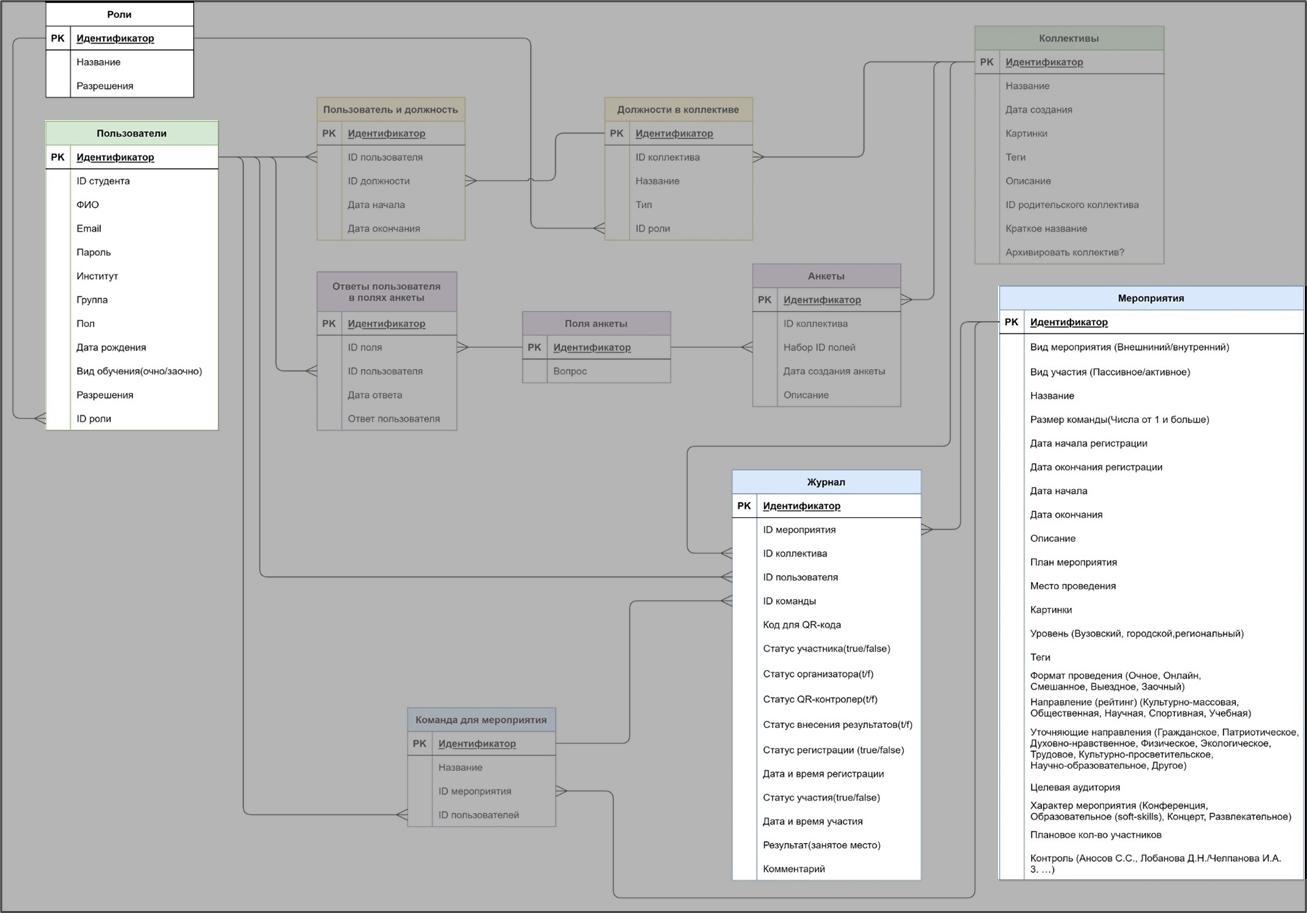 Роли
PK Идентификатор
Название
Разрешения
Пользователи
PK Идентификатор
ID студента
ФИО
Email
Пароль
Институт
Группа
Пол
Дата рождения
Вид обучения(очно/заочно)
Разрешения
ID роли
Пользователь и должность
PK Идентификатор
ID пользователя
ID должности
Дата начала
Дата окончания
Должности в коллективе
PK Идентификатор
ID коллектива
Название
Тип
ID роли
Коллективы
PK Идентификатор
Название
Дата создания
Картинки
Теги
Описание
ID родительского коллектива
Краткое название
Архивировать коллектив?
Ответы пользователя
в полях анкеты
PK Идентификатор
ID поля
ID пользователя
Дата ответа
Ответ пользователя
Поля анкеты
PK Идентификатор
Вопрос
Анкеты
PK Идентификатор
ID коллектива
Набор ID полей
Дата создания анкеты
Описание
Мероприятия
PK Идентификатор
Вид мероприятия (Внешниний/внутренний)
Вид участия (Пассивное/активное)
Название
Размер команды(Числа от 1 и больше)
Дата начала регистрации
Дата окончания регистрации
Дата начала
Дата окончания
Описание
План мероприятия
Место проведения
Картинки
Уровень (Вузовский, городской,региональный)
Теги
Формат проведения (Очное, Онлайн,
Смешанное, Выездное, Заочный)
Направление (рейтинг) (Культурно-массовая,
Общественная, Научная, Спортивная, Учебная)
Уточняющие направления (Гражданское, Патриотическое,
Духовно-нравственное, Физическое, Экологическое,
Трудовое, Культурно-просветительское,
Научно-образовательное, Другое)
Целевая аудитория
Характер мероприятия (Конференция,
Образовательное (soft-skills), Концерт, Развлекательное)
Плановое кол-во участников
Контроль (Аносов С.С., Лобанова Д.Н./Челпанова И.А.
3. ...)
Журнал
PK Идентификатор
ID мероприятия
ID коллектива
ID пользователя
ID команды
Код для QR-кода
Статус участника(true/false)
Статус организатора(t/f)
Статус QR-контролер(t/f)
Статус внесения результатов(t/f)
Статус регистрации (true/false)
Дата и время регистрации
Статус участия(true/false)
Дата и время участия
Результат(занятое место)
Комментарий
Команда для мероприятия
PK Идентификатор
Название
ID мероприятия
ID пользователей